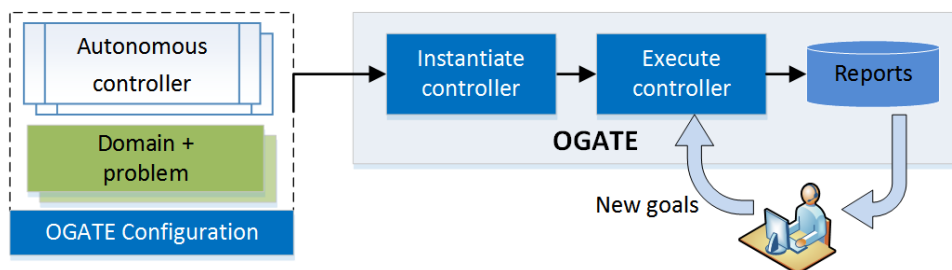 Autonomous
controller
Domain +
problem
OGATE Configuration
Instantiate
controller
Execute
controller
Reports
OGATE
New goals